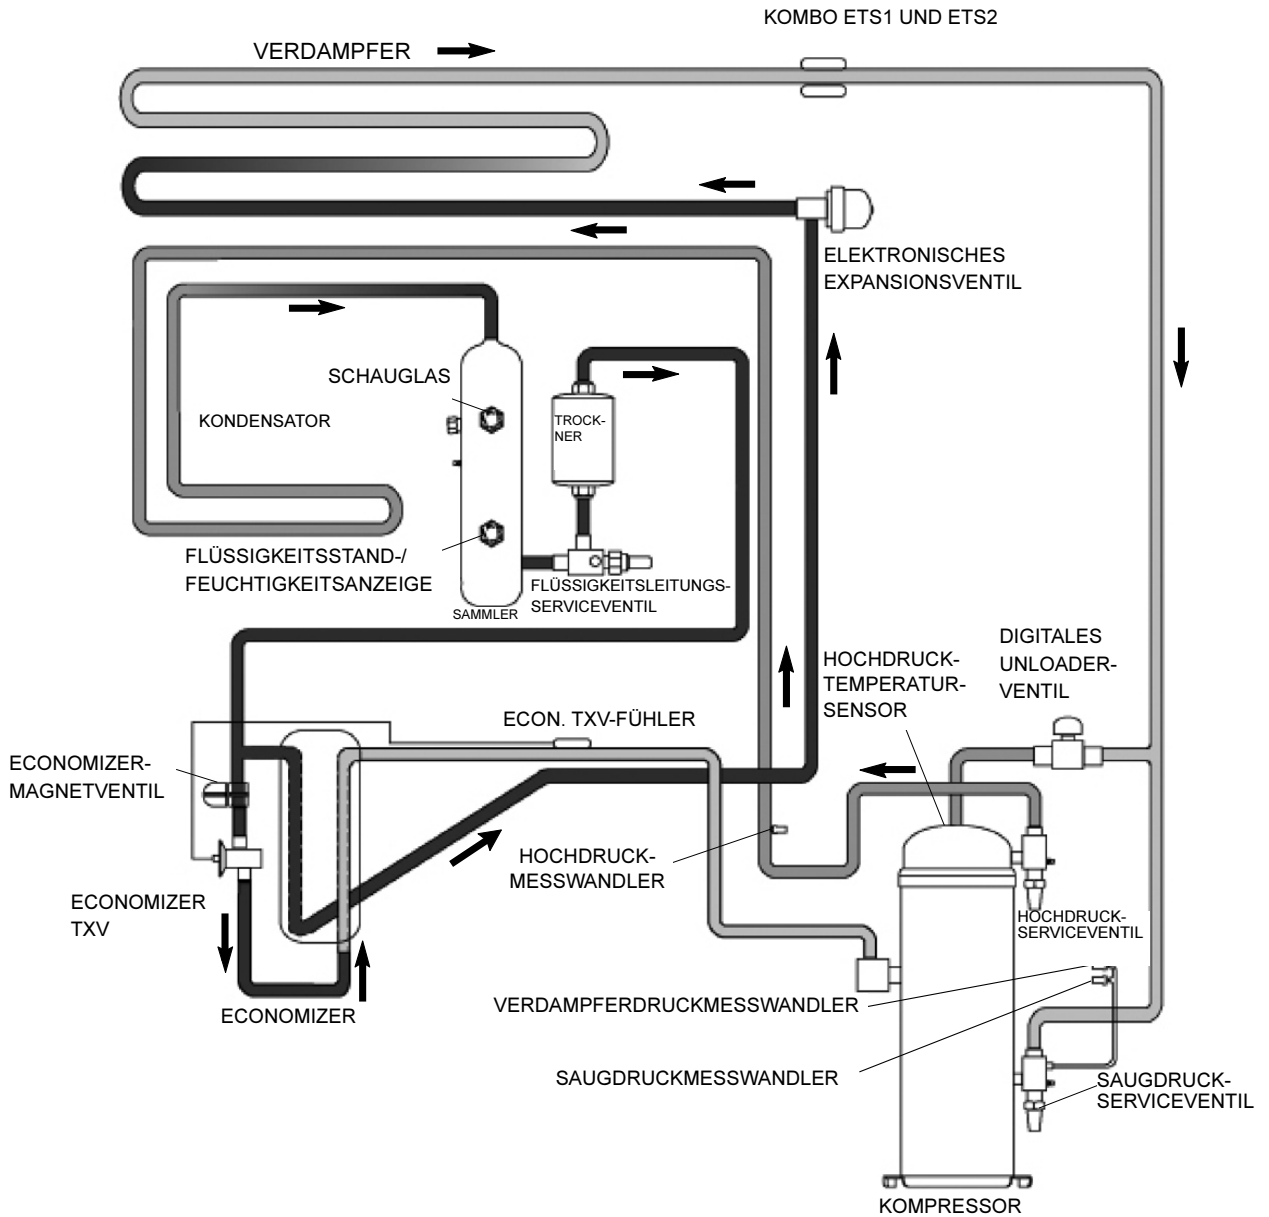 KOMBO ETS1 UND ETS2
VERDAMPFER
ELEKTRONISCHES
EXPANSIONSVENTIL
SCHAUGLAS
KONDENSATOR
TROCK-
NER
FLÜSSIGKEITSSTAND-/
FEUCHTIGKEITSANZEIGE
FLÜSSIGKEITSLEITUNGS-
SERVICEVENTIL
SAMMLER
DIGITALES
UNLOADER-
VENTIL
HOCHDRUCK-
TEMPERATUR-
SENSOR
ECON. TXV-FÜHLER
ECONOMIZER-
MAGNETVENTIL
HOCHDRUCK-
MESSWANDLER
ECONOMIZER
TXV
HOCHDRUCK-
SERVICEVENTIL
VERDAMPFERDRUCKMESSWANDLER
ECONOMIZER
SAUGDRUCKMESSWANDLER
SAUGDRUCK-
SERVICEVENTIL
KOMPRESSOR